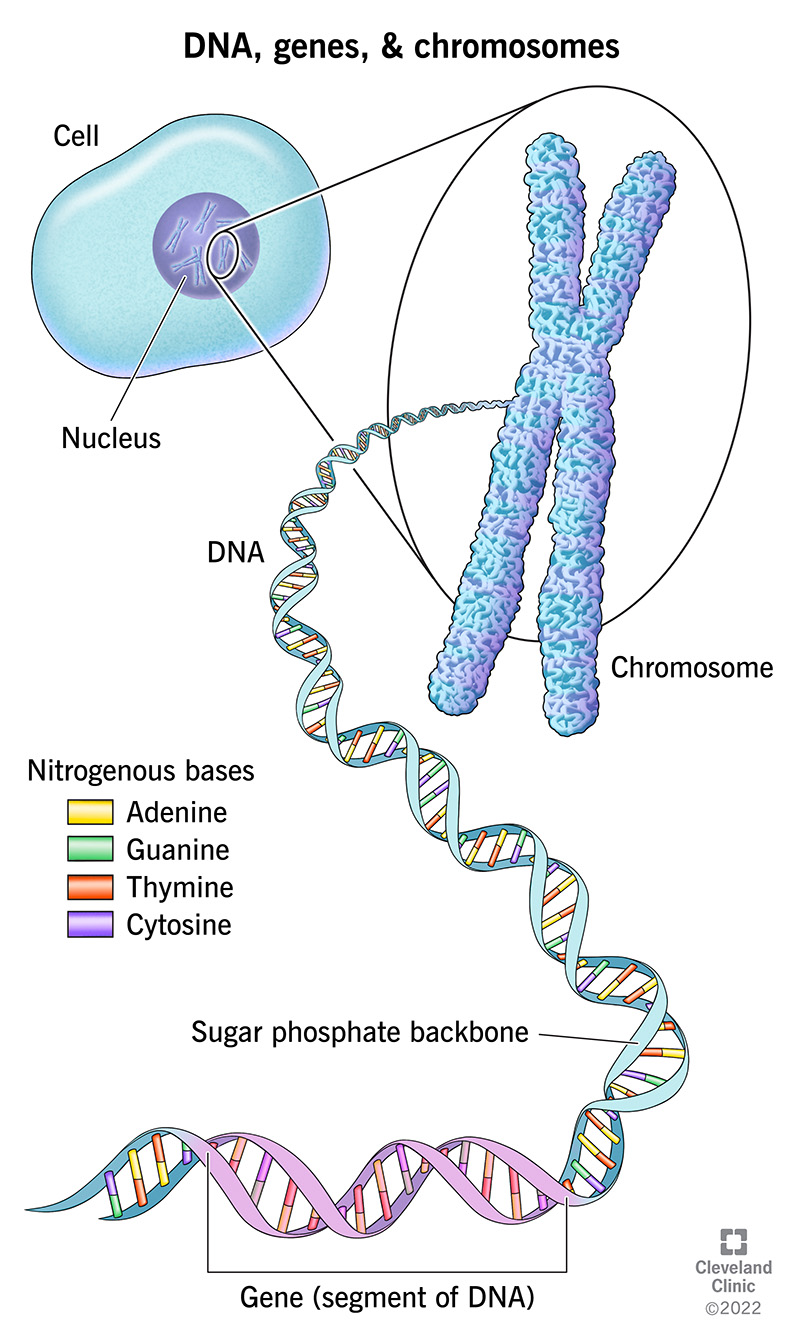 DNA, genes, & chromosomes
Cell
Nucleus
DNA
Chromosome
Nitrogenous bases
Adenine
Guanine
Thymine
Cytosine
Sugar phosphate backbone
Gene (segment of DNA)
Cleveland
Clinic
©2022